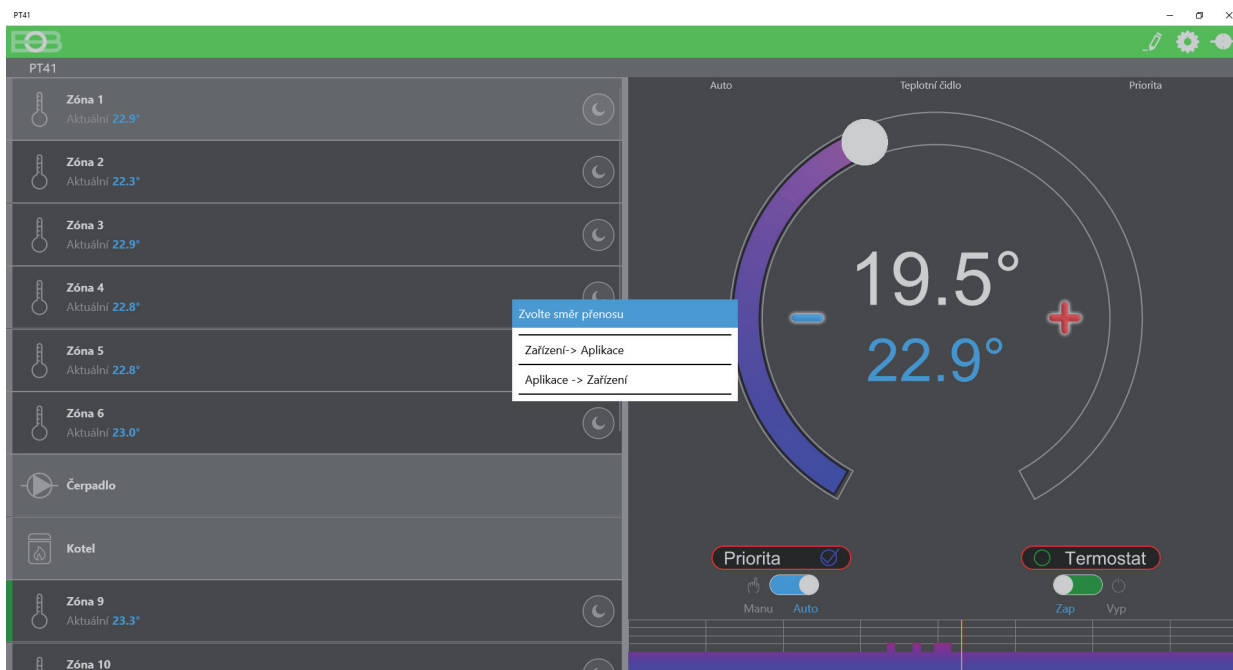 PT41
EOB
PT41
Zóna 1
Aktuální 22.9°
Zóna 2
Aktuální 22.3°
Zóna 3
Aktuální 22.9°
Zóna 4
Aktuální 22.8°
Zóna 5
Aktuální 22.8°
Zóna 6
Aktuální 23.0°
Čerpadlo
Kotel
Zóna 9
Aktuální 23.3°
Zóna 10
Zvolte směr přenosu
Zařízení-> Aplikace
Aplikace -> Zařízení
Auto Teplotní čidlo Priorita
19.5°
22.9°
Priorita Termostat
Manu Auto Zap Vyp